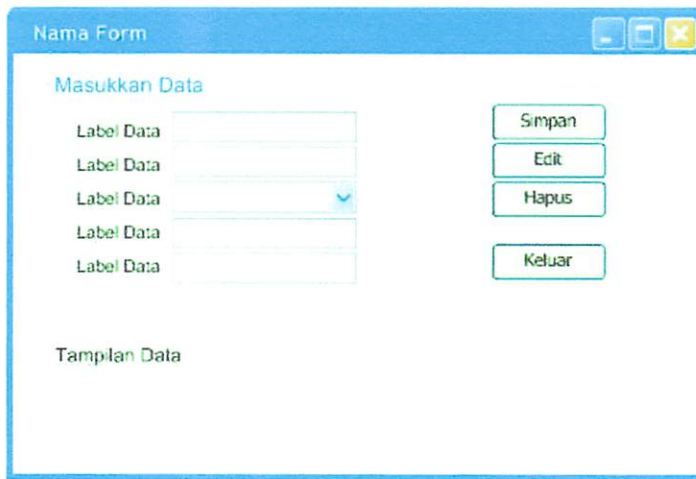 Nama Form
Masukkan Data
Label Data
Simpan
Label Data
Edit
Label Data
Hapus
Label Data
Label Data
Keluar
Tampilan Data